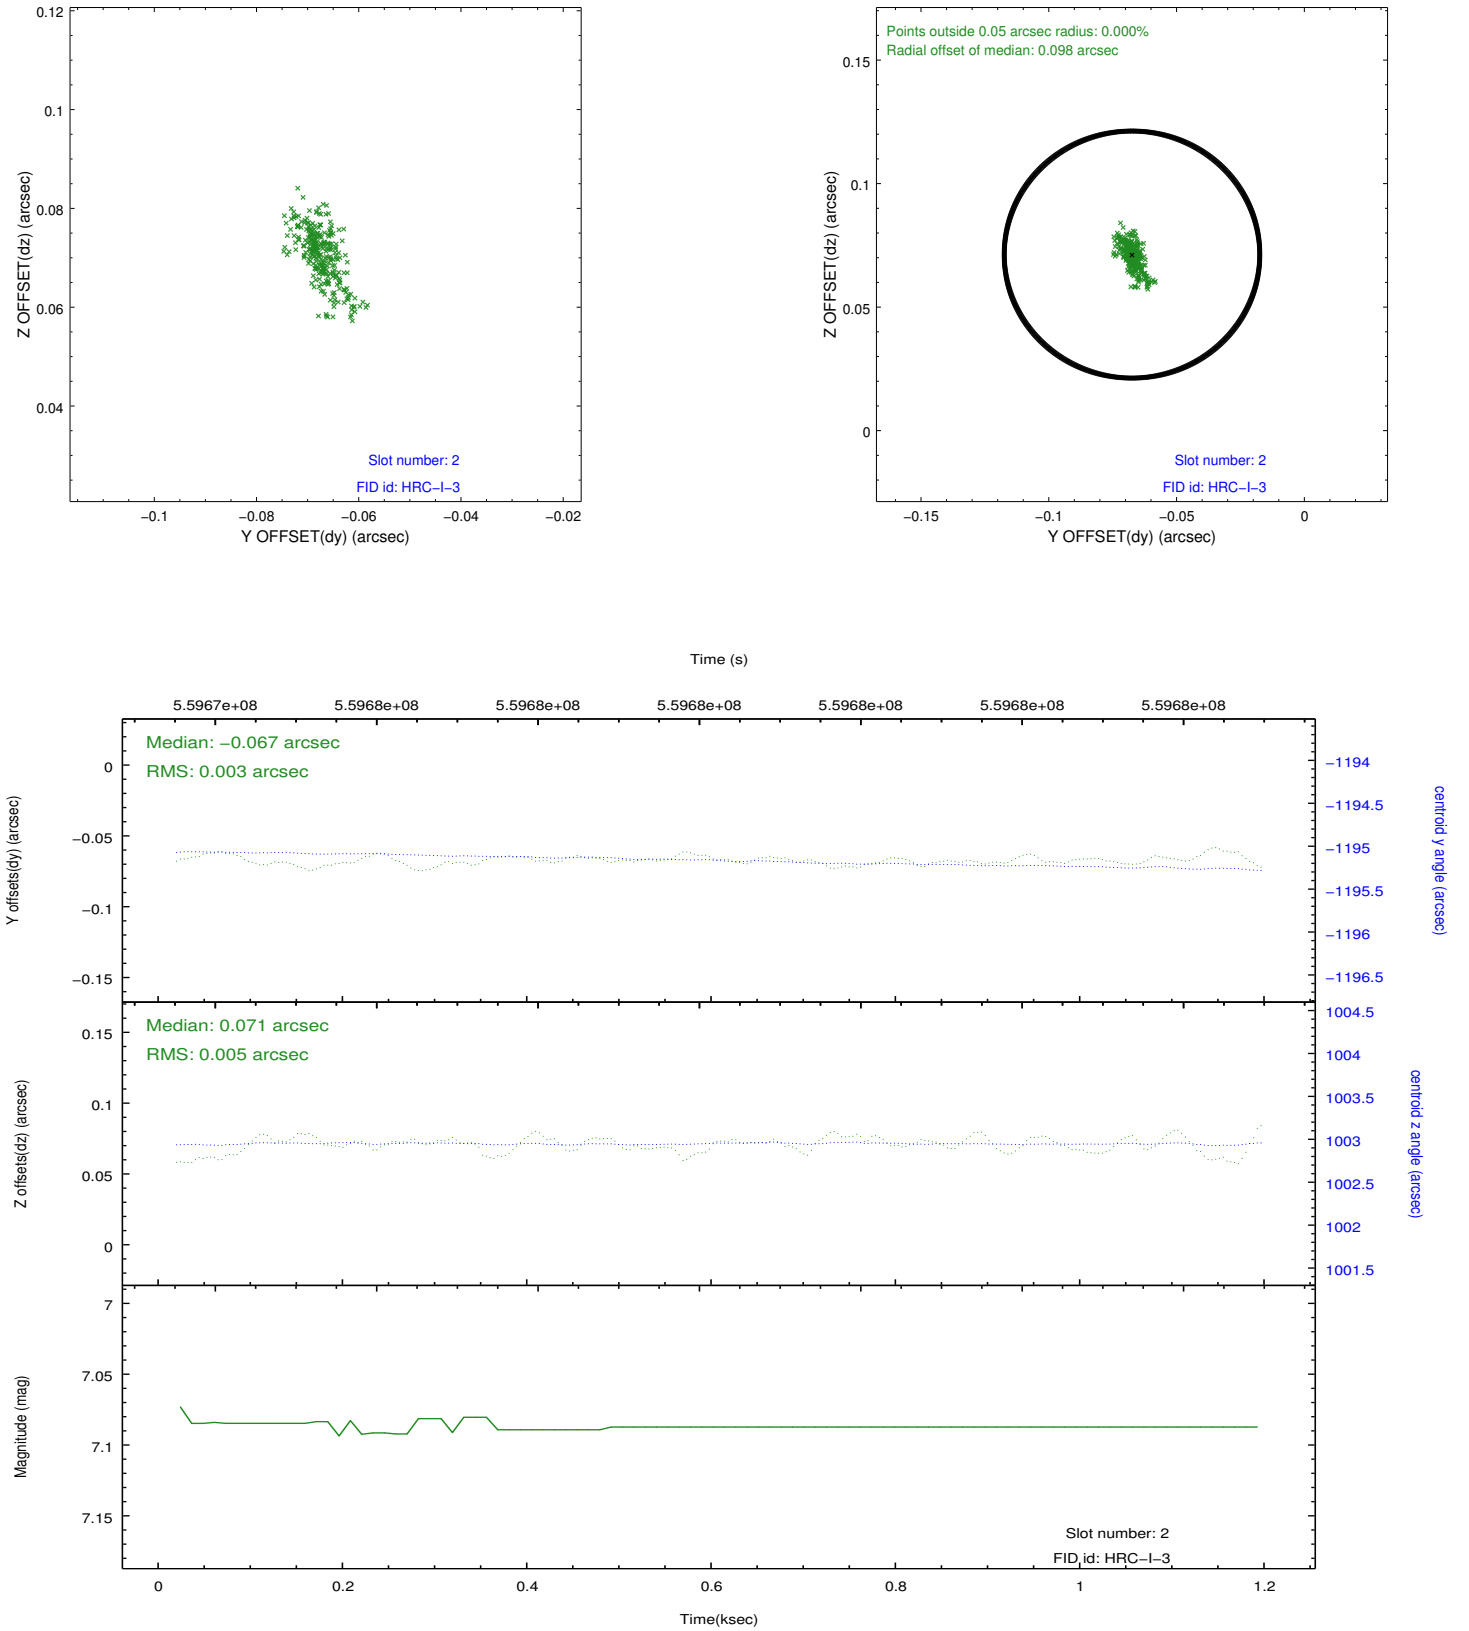 0.12
0.1
0.08
0.06
0.04
Z OFFSET(dz) (arcsec)
Slot number: 2
FID id: HRC−I−3
−0.1 −0.08 −0.06 −0.04 −0.02
Y OFFSET(dy) (arcsec)
Points outside 0.05 arcsec radius: 0.000%
Radial offset of median: 0.098 arcsec
0.15
0.1
0.05
0
Z OFFSET(dz) (arcsec)
Slot number: 2
FID id: HRC−I−3
−0.15 −0.1 −0.05 0
Y OFFSET(dy) (arcsec)
Time (s)
5.5967e+08 5.5968e+08 5.5968e+08 5.5968e+08 5.5968e+08 5.5968e+08 5.5968e+08
Median: −0.067 arcsec
RMS: 0.003 arcsec
0
−0.05
−0.1
−0.15
Y offsets(dy) (arcsec)
−1194
−1194.5
−1195
−1195.5
−1196
−1196.5
centroid y angle (arcsec)
Median: 0.071 arcsec
RMS: 0.005 arcsec
0.15
0.1
0.05
0
Z offsets(dz) (arcsec)
1004.5
1004
1003.5
1003
1002.5
1002
1001.5
centroid z angle (arcsec)
7
7.05
7.1
7.15
Magnitude (mag)
Slot number: 2
FID id: HRC−I−3
0 0.2 0.4 0.6 0.8 1 1.2
Time(ksec)